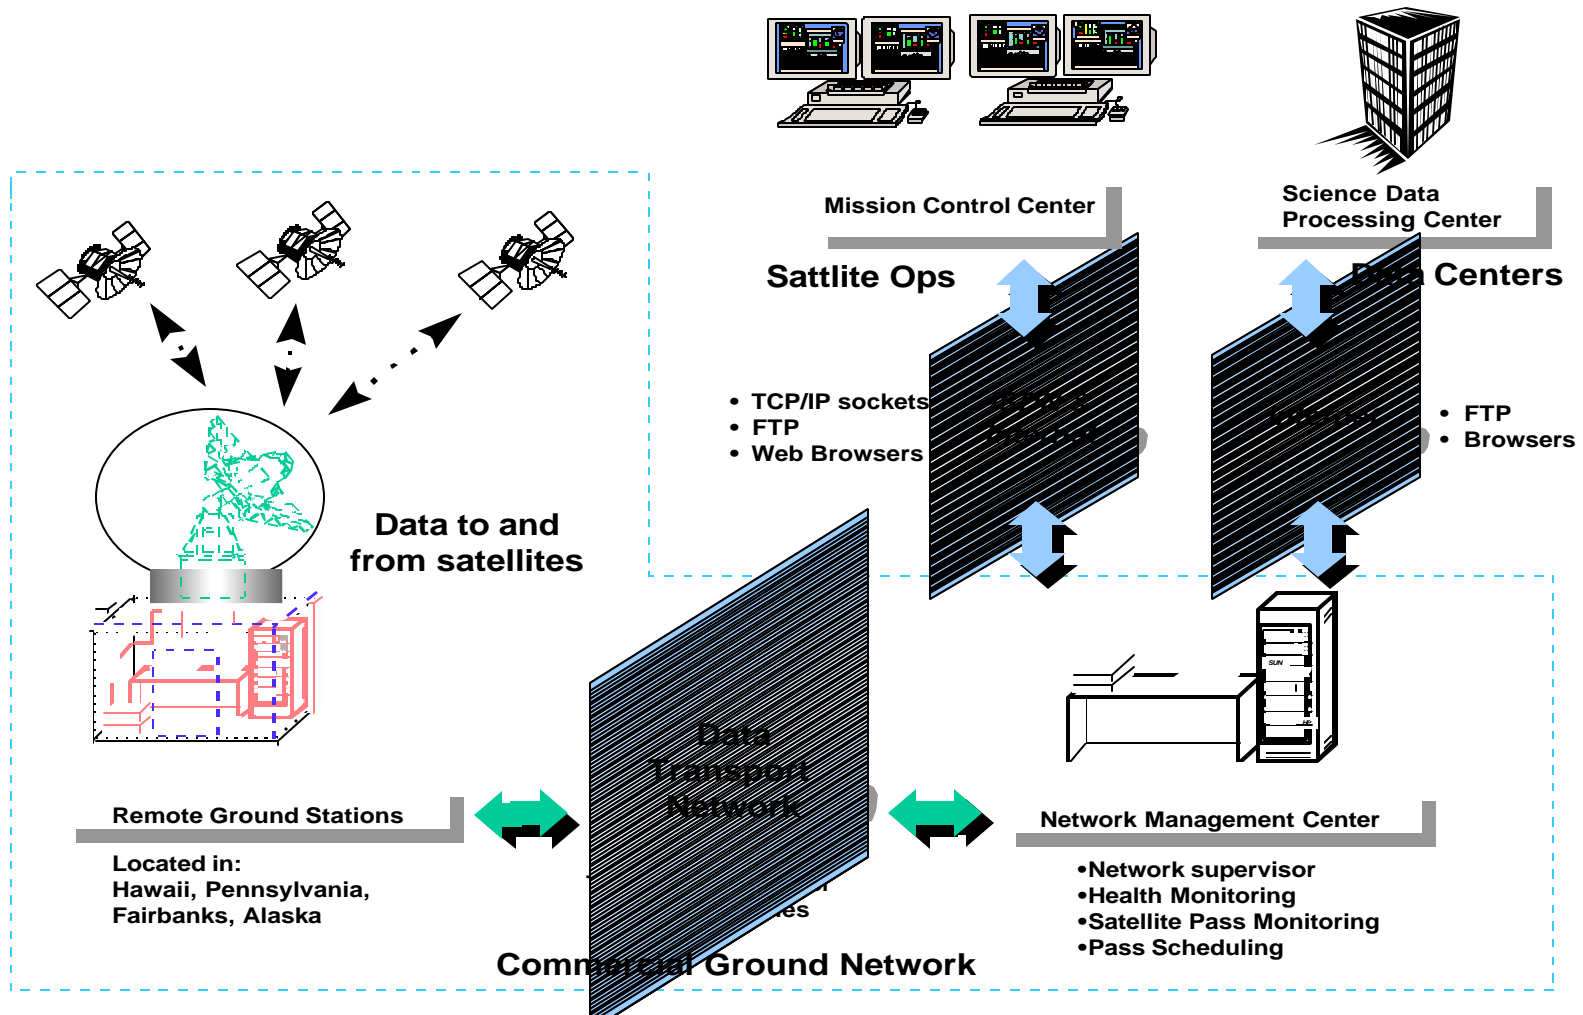 Mission Control Center
Science Data
Processing Center
Sattlite Ops
Data Centers
• TCP/IP sockets
• FTP
• Web Browsers
• FTP
• Browsers
Data to and
from satellites
SUN
HP
Data
Transport
Network
Remote Ground Stations
Located in:
Hawaii, Pennsylvania,
Fairbanks, Alaska
Network Management Center
•Network supervisor
•Health Monitoring
•Satellite Pass Monitoring
•Pass Scheduling
Commercial Ground Network